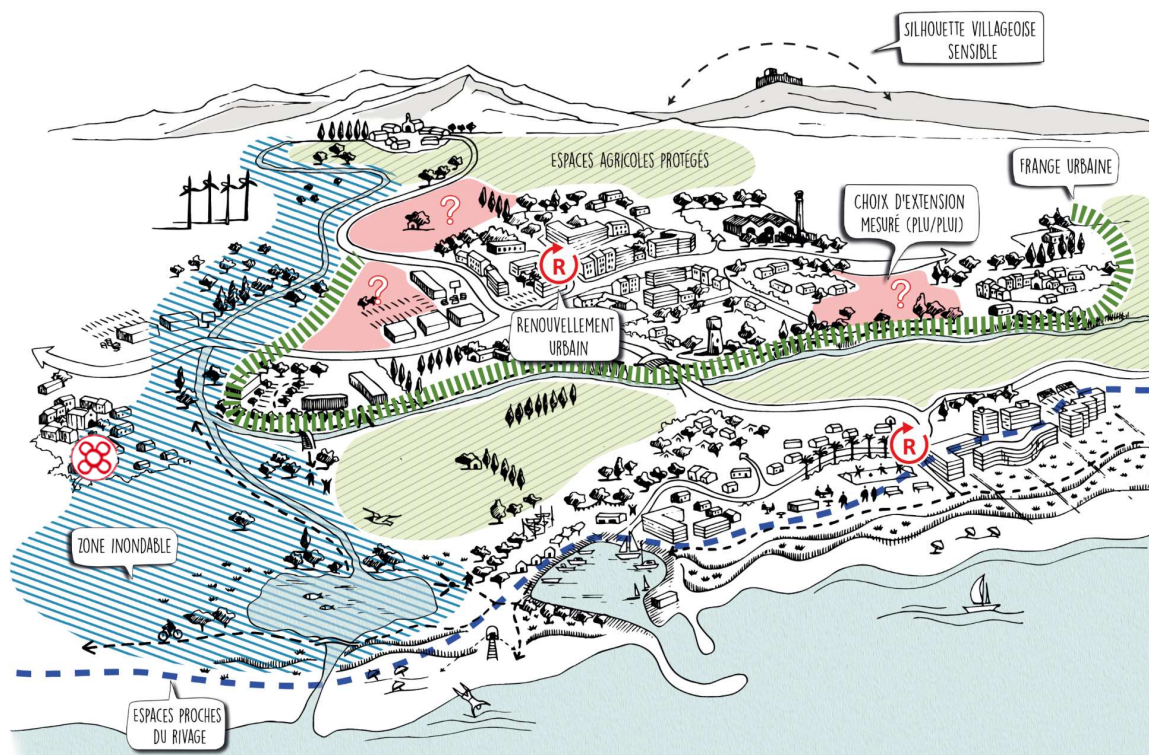 SILHOUETTE VILLAGEOISE
SENSIBLE
ESPACES AGRICOLES PROTÉGÉS
FRANGE URBAINE
CHOIX D'EXTENSION
MESURÉ (PLU/PLUI)
?
?
?
R
RENOUVELLEMENT
URBAIN
R
ZONE INONDABLE
ESPACES PROCHES
DU RIVAGE